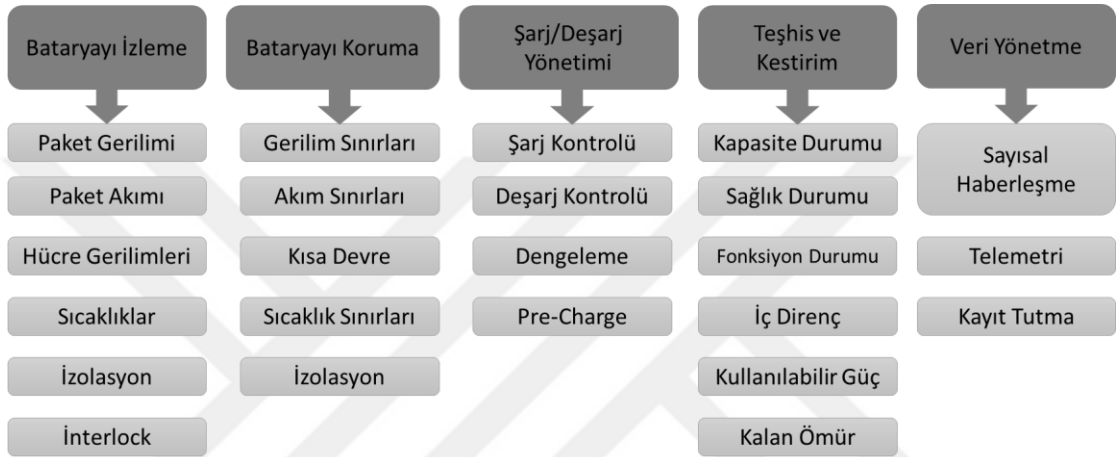 Bataryayı İzleme
Paket Gerilimi
Paket Akımı
Hücre Gerilimleri
Sıcaklıklar
İzolasyon
İnterlock
Bataryayı Koruma
Gerilim Sınırları
Akım Sınırları
Kısa Devre
Sıcaklık Sınırları
İzolasyon
Şarj/Deşarj
Yönetimi
Şarj Kontrolü
Deşarj Kontrolü
Dengeleme
Pre-Charge
Teşhis ve
Kestirim
Kapasite Durumu
Sağlık Durumu
Fonksiyon Durumu
İç Direnç
Kullanılabilir Güç
Kalan Ömür
Veri Yönetme
Sayısal
Haberleşme
Telemetri
Kayıt Tutma